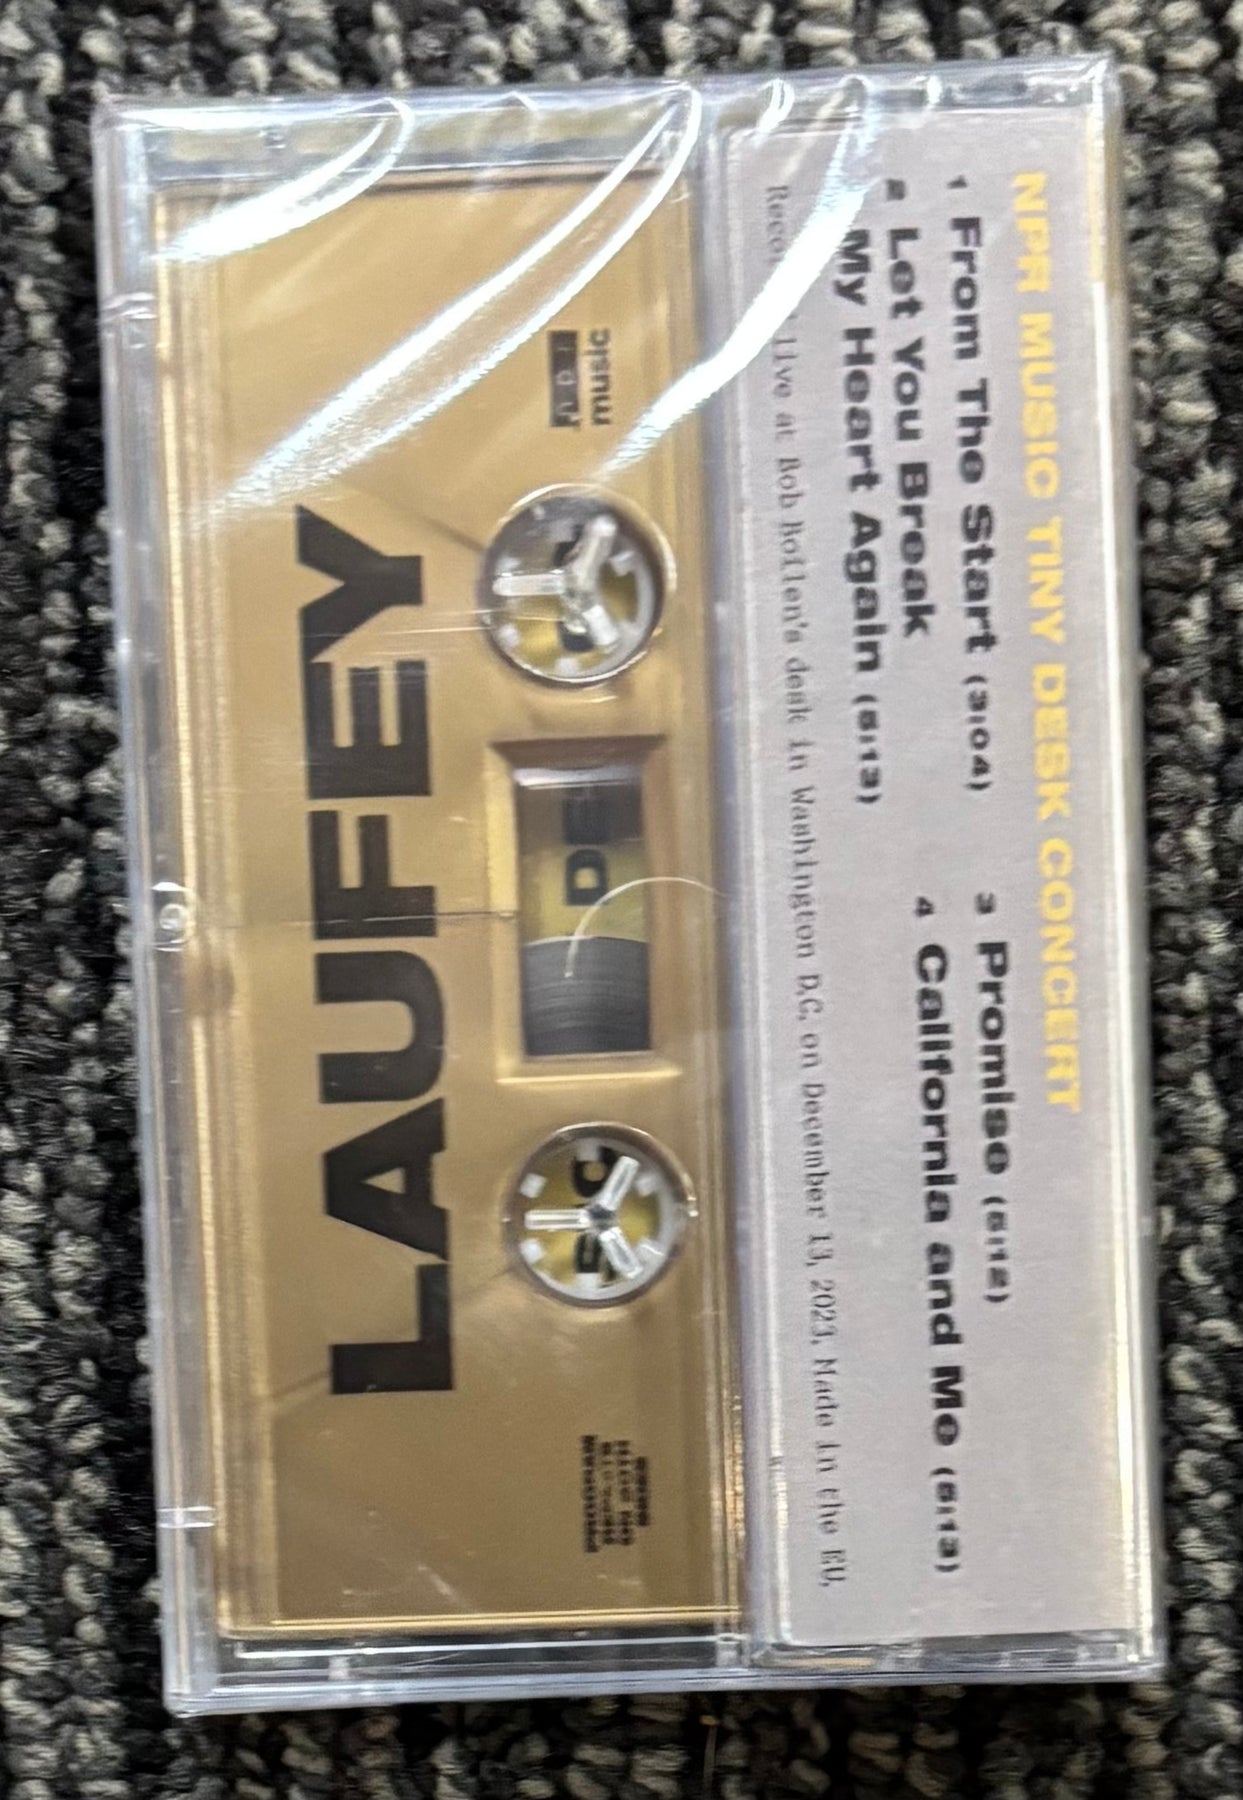 NPR MUSIC TINY DESK CONCERT
1 From The Start (3:04)
2 Let You Break
My Heart Again (5:13)
3 Promise (5:12)
4 California and Me (5:13)
live at Bob Boilen's desk in Washington D.C. on December 13, 2023, Made in the EU,
npr
music
DE
LAUFEY